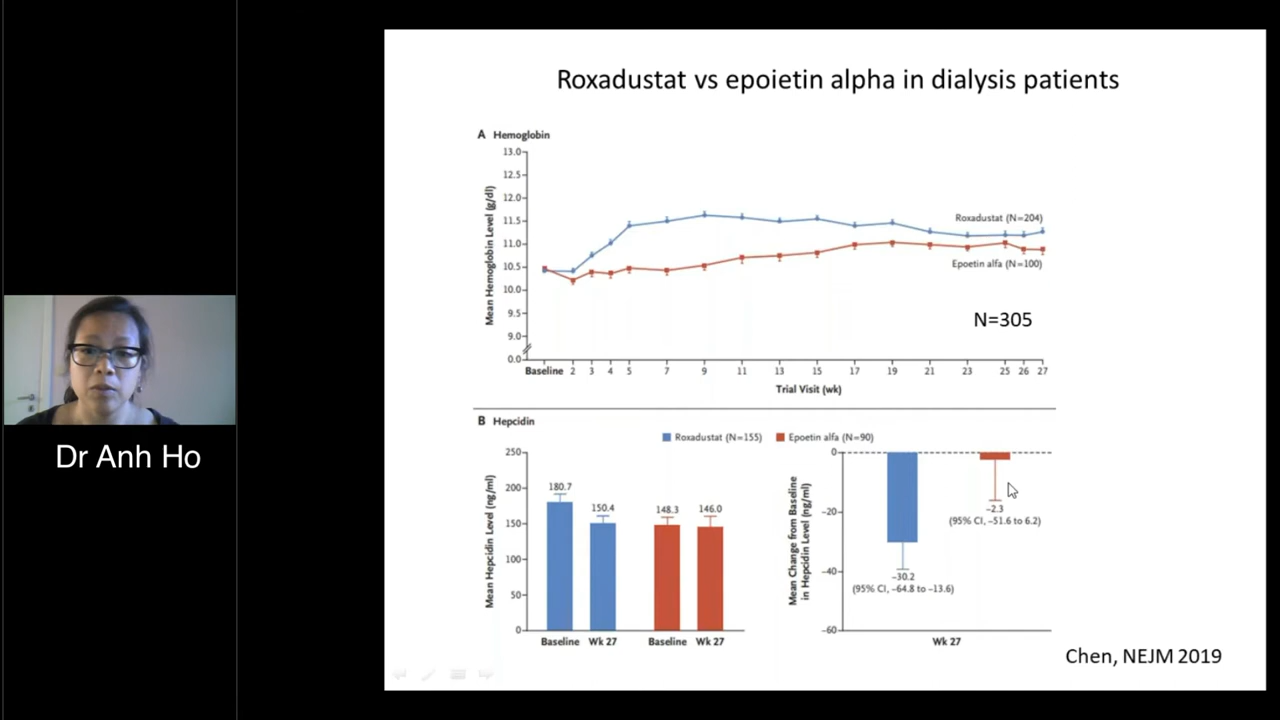 Roxadustat vs epoietin alpha in dialysis patients
A Hemoglobin
Mean Hemoglobin Level (g/dl)
13.0
12.5
12.0
11.5
11.0
10.5
10.0
9.5
9.0
0.0
Roxadustat (N=204)
Epoetin alfa (N=100)
N=305
Baseline 2 3 4 5 7 9 11 13 15 17 19 21 23 25 26 27
Trial Visit (wk)
B Hepcidin
Roxadustat (N=155) Epoetin alfa (N=90)
Mean Hepcidin Level (ng/ml)
250
200
150
100
50
0
180.7
150.4
148.3
146.0
Baseline Wk 27 Baseline Wk 27
Mean Change from Baseline
in Hepcidin Level (ng/ml)
0
−20
−40
−60
−30.2
(95% CI, −64.8 to −13.6)
−2.3
(95% CI, −51.6 to 6.2)
Wk 27
Chen, NEJM 2019
Dr Anh Ho